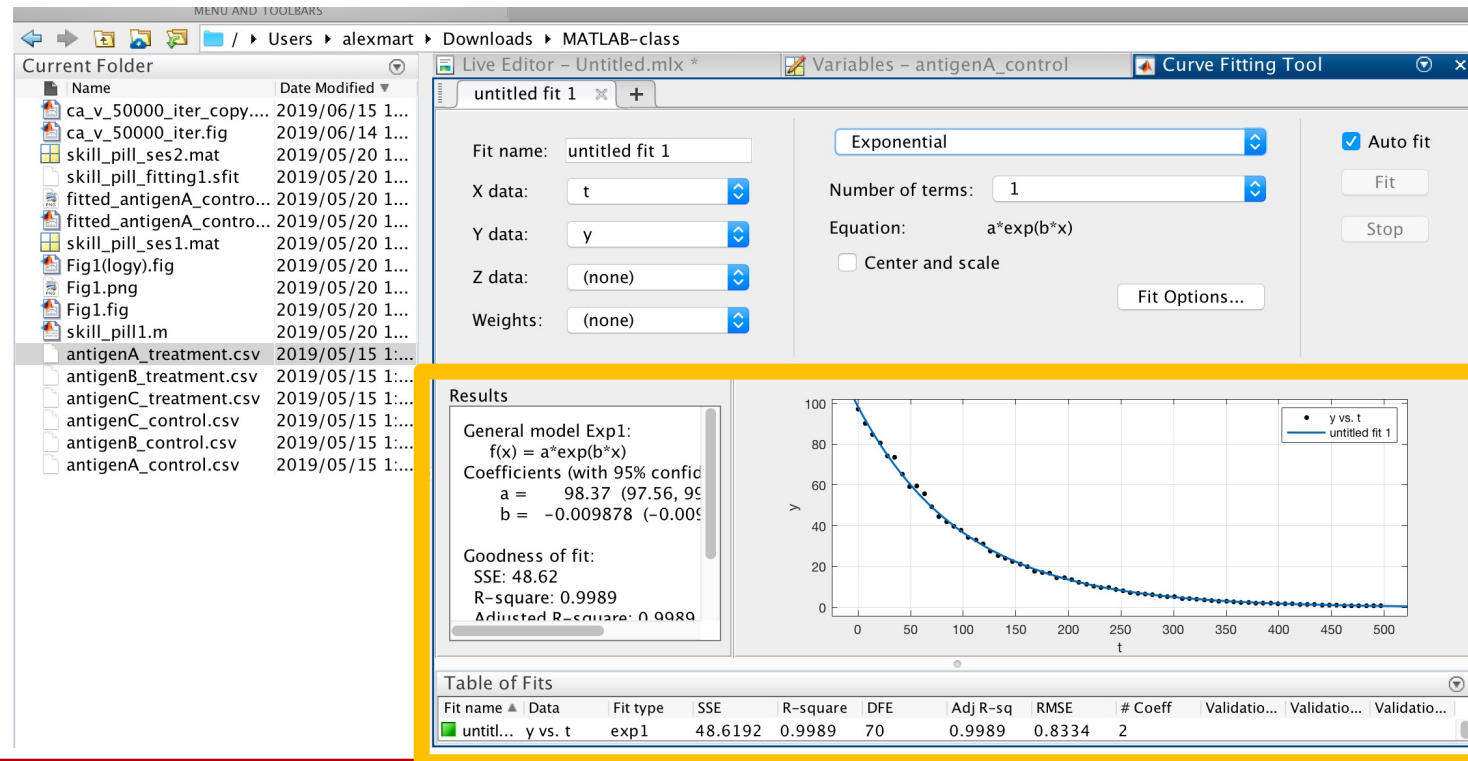 MENU AND TOOLBARS
/ ▸ Users ▸ alexmart ▸ Downloads ▸ MATLAB-class
Current Folder
Name Date Modified
ca_v_50000_iter_copy.... 2019/06/15 1...
ca_v_50000_iter.fig 2019/06/14 1...
skill_pill_ses2.mat 2019/05/20 1...
skill_pill_fitting1.sfit 2019/05/20 1...
fitted_antigenA_contro... 2019/05/20 1...
fitted_antigenA_contro... 2019/05/20 1...
skill_pill_ses1.mat 2019/05/20 1...
Fig1(logy).fig 2019/05/20 1...
Fig1.png 2019/05/20 1...
Fig1.fig 2019/05/20 1...
skill_pill1.m 2019/05/20 1...
antigenA_treatment.csv 2019/05/15 1:...
antigenB_treatment.csv 2019/05/15 1:...
antigenC_treatment.csv 2019/05/15 1:...
antigenC_control.csv 2019/05/15 1:...
antigenB_control.csv 2019/05/15 1:...
antigenA_control.csv 2019/05/15 1:...
Live Editor – Untitled.mlx *
Variables – antigenA_control
Curve Fitting Tool
untitled fit 1
Fit name: untitled fit 1
X data: t
Y data: y
Z data: (none)
Weights: (none)
Exponential
Number of terms: 1
Equation: a*exp(b*x)
Center and scale
Fit Options...
Auto fit
Fit
Stop
Results
General model Exp1:
f(x) = a*exp(b*x)
Coefficients (with 95% confid
a = 98.37 (97.56, 99
b = -0.009878 (-0.009
Goodness of fit:
SSE: 48.62
R-square: 0.9989
Adjusted R-square: 0.9989
100
80
60
40
20
0
y
0 50 100 150 200 250 300 350 400 450 500
t
y vs. t
untitled fit 1
Table of Fits
Fit name Data Fit type SSE R-square DFE Adj R-sq RMSE # Coeff Validatio... Validatio... Validatio...
untitl... y vs. t exp1 48.6192 0.9989 70 0.9989 0.8334 2